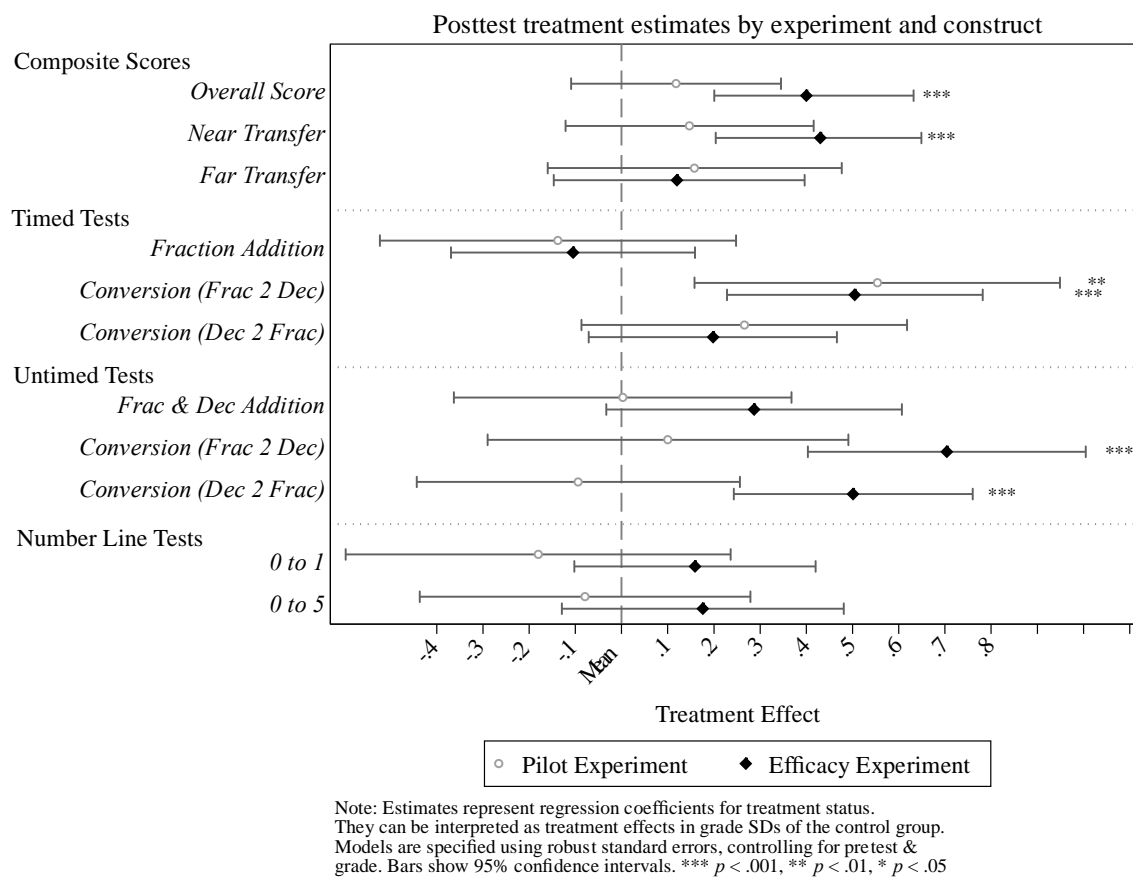 Posttest treatment estimates by experiment and construct
Composite Scores
Overall Score
***
Near Transfer
***
Far Transfer
Timed Tests
Fraction Addition
Conversion (Frac 2 Dec)
**
***
Conversion (Dec 2 Frac)
Untimed Tests
Frac & Dec Addition
Conversion (Frac 2 Dec)
***
Conversion (Dec 2 Frac)
***
Number Line Tests
0 to 1
0 to 5
-.4 -.3 -.2 -.1 Mean .1 .2 .3 .4 .5 .6 .7 .8
Treatment Effect
Pilot Experiment Efficacy Experiment
Note: Estimates represent regression coefficients for treatment status.
They can be interpreted as treatment effects in grade SDs of the control group.
Models are specified using robust standard errors, controlling for pretest &
grade. Bars show 95% confidence intervals. *** p < .001, ** p < .01, * p < .05